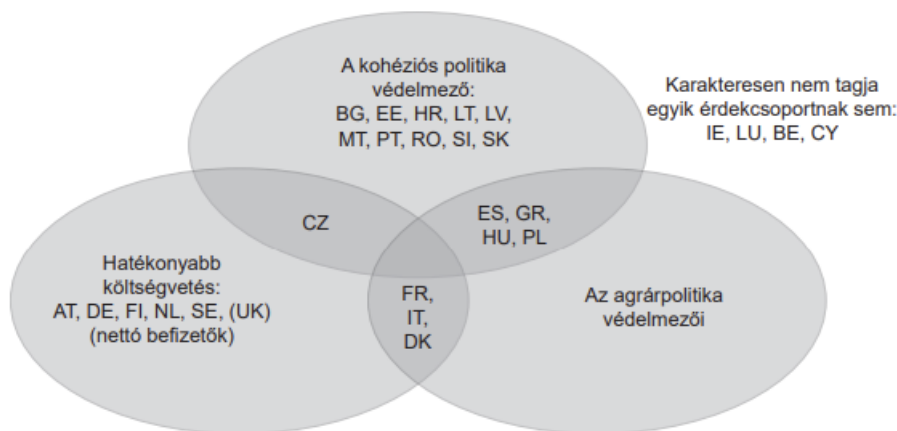 A kohéziós politika
védelmező:
BG, EE, HR, LT, LV,
MT, PT, RO, SI, SK
Karakteresen nem tagja
egyik érdekcsoportnak sem:
IE, LU, BE, CY
CZ
ES, GR,
HU, PL
Hatékonyabb
költségvetés:
AT, DE, FI, NL, SE, (UK)
(nettó befizetők)
FR,
IT,
DK
Az agrárpolitika
védelmezői